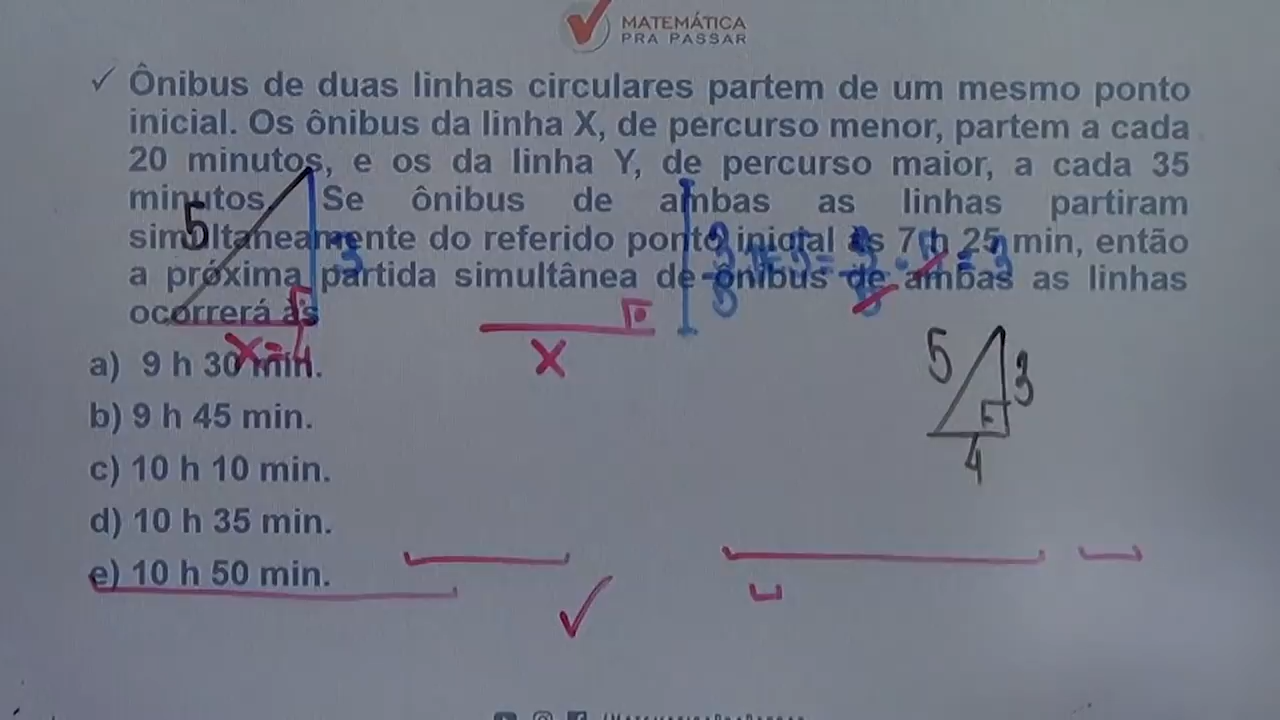 MATEMÁTICA
PRA PASSAR
✓ Ônibus de duas linhas circulares partem de um mesmo ponto
inicial. Os ônibus da linha X, de percurso menor, partem a cada
20 minutos, e os da linha Y, de percurso maior, a cada 35
minutos. Se ônibus de ambas as linhas partiram
simultaneamente do referido ponto inicial às 7 h 25 min, então
a próxima partida simultânea de ônibus de ambas as linhas
ocorrerá às
5
3
x=4
x
5
3
4
a) 9 h 30 min.
b) 9 h 45 min.
c) 10 h 10 min.
d) 10 h 35 min.
e) 10 h 50 min.